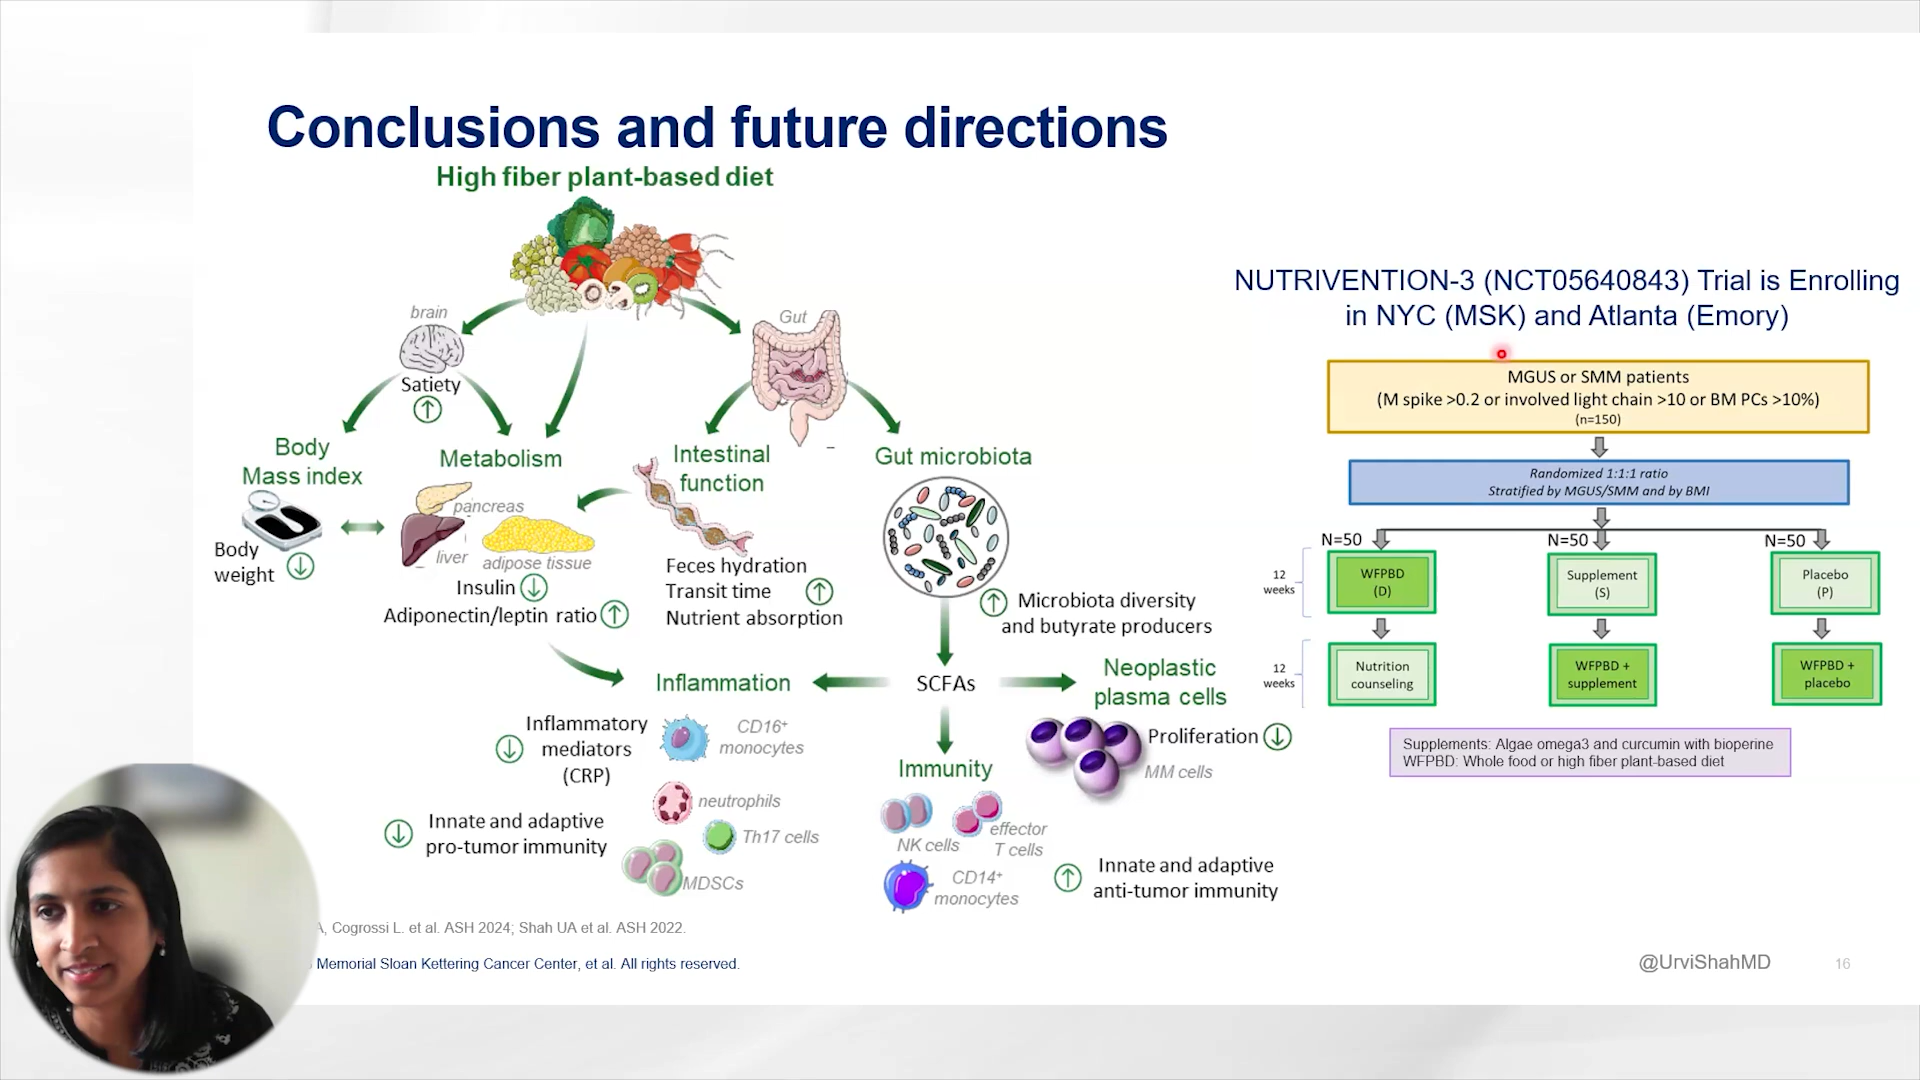 Conclusions and future directions
High fiber plant-based diet
brain
Satiety
Gut
Body
Mass index
Body
weight
Metabolism
pancreas
liver
adipose tissue
Insulin
Adiponectin/leptin ratio
Intestinal
function
Feces hydration
Transit time
Nutrient absorption
Gut microbiota
Microbiota diversity
and butyrate producers
Inflammation
SCFAs
Neoplastic
plasma cells
Inflammatory
mediators
(CRP)
CD16+
monocytes
neutrophils
Th17 cells
MDSCs
Innate and adaptive
pro-tumor immunity
Immunity
NK cells
effector
T cells
CD14+
monocytes
Innate and adaptive
anti-tumor immunity
Proliferation
MM cells
NUTRIVENTION-3 (NCT05640843) Trial is Enrolling
in NYC (MSK) and Atlanta (Emory)
MGUS or SMM patients
(M spike >0.2 or involved light chain >10 or BM PCs >10%)
(n=150)
Randomized 1:1:1 ratio
Stratified by MGUS/SMM and by BMI
N=50
N=50
N=50
12
weeks
WFPBD
(D)
Supplement
(S)
Placebo
(P)
12
weeks
Nutrition
counseling
WFPBD +
supplement
WFPBD +
placebo
Supplements: Algae omega3 and curcumin with bioperine
WFPBD: Whole food or high fiber plant-based diet
, Cogrossi L. et al. ASH 2024; Shah UA et al. ASH 2022.
Memorial Sloan Kettering Cancer Center, et al. All rights reserved.
@UrviShahMD
16